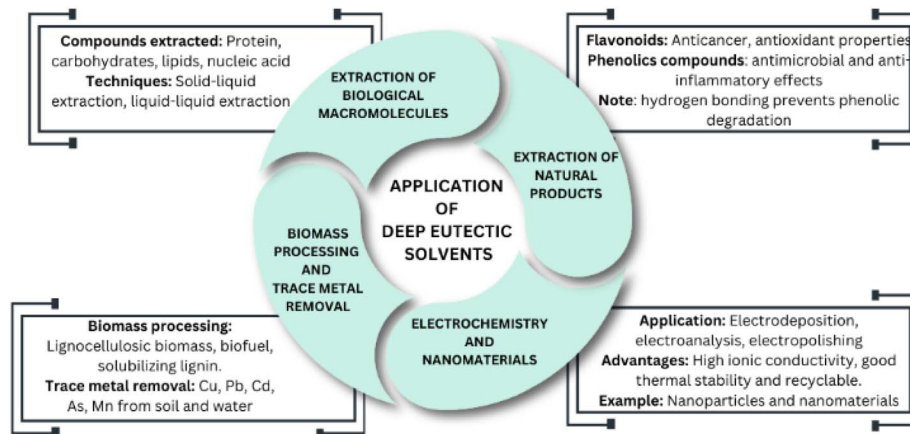 Compounds extracted: Protein,
carbohydrates, lipids, nucleic acid
Techniques: Solid-liquid
extraction, liquid-liquid extraction
EXTRACTION OF
BIOLOGICAL
MACROMOLECULES
Flavonoids: Anticancer, antioxidant properties
Phenolics compounds: antimicrobial and anti-
inflammatory effects
Note: hydrogen bonding prevents phenolic
degradation
EXTRACTION OF
NATURAL
PRODUCTS
APPLICATION
OF
DEEP EUTECTIC
SOLVENTS
BIOMASS
PROCESSING
AND
TRACE METAL
REMOVAL
ELECTROCHEMISTRY
AND
NANOMATERIALS
Biomass processing:
Lignocellulosic biomass, biofuel,
solubilizing lignin.
Trace metal removal: Cu, Pb, Cd,
As, Mn from soil and water
Application: Electrodeposition,
electroanalysis, electropolishing
Advantages: High ionic conductivity, good
thermal stability and recyclable.
Example: Nanoparticles and nanomaterials